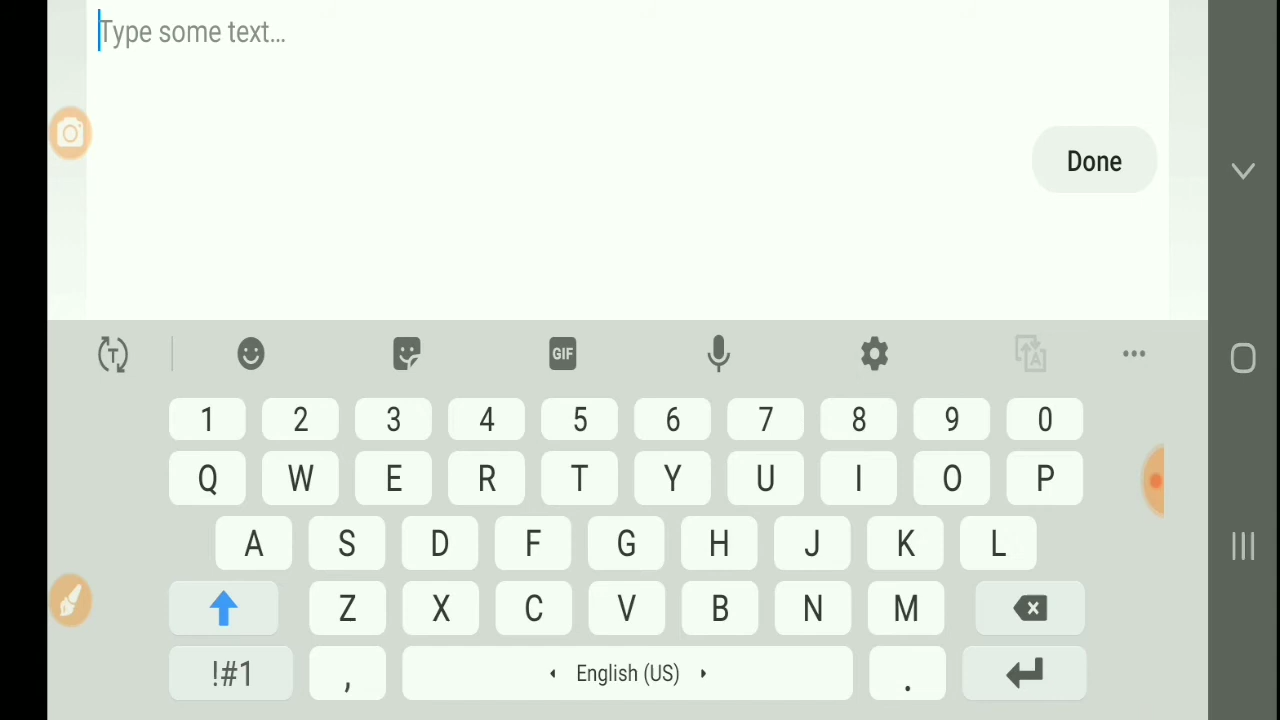 Type some text...
Done
T
GIF
A
1 2 3 4 5 6 7 8 9 0
Q W E R T Y U I O P
A S D F G H J K L
Z X C V B N M
!#1 , English (US) .